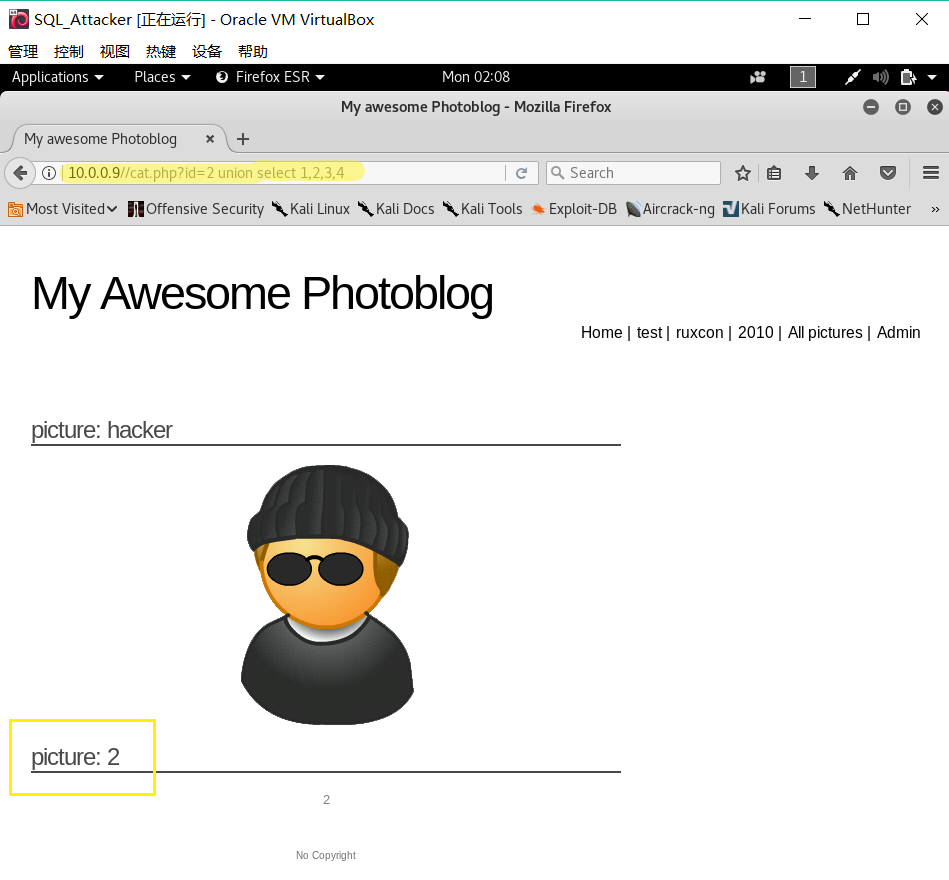 SQL_Attacker [正在运行] - Oracle VM VirtualBox
管理 控制 视图 热键 设备 帮助
Applications Places Firefox ESR Mon 02:08 1
My awesome Photoblog - Mozilla Firefox
My awesome Photoblog
10.0.0.9//cat.php?id=2 union select 1,2,3,4 Search
Most Visited Offensive Security Kali Linux Kali Docs Kali Tools Exploit-DB Aircrack-ng Kali Forums NetHunter »
My Awesome Photoblog
Home | test | ruxcon | 2010 | All pictures | Admin
picture: hacker
picture: 2
2
No Copyright